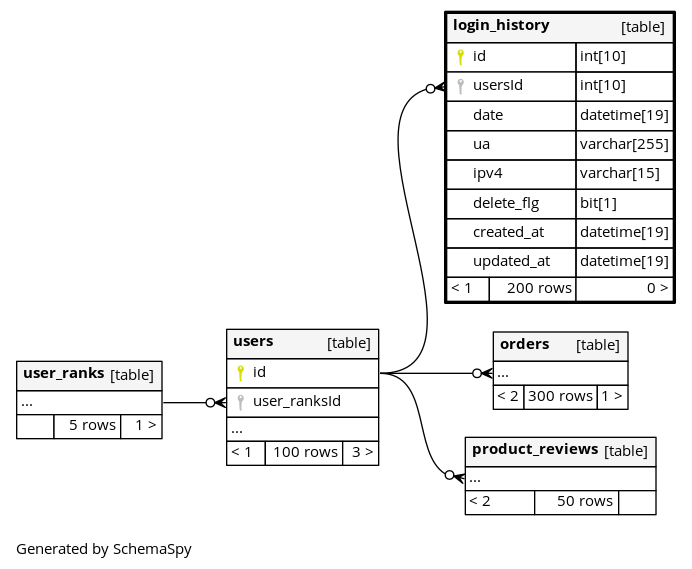 login_history [table]
id int[10]
usersId int[10]
date datetime[19]
ua varchar[255]
ipv4 varchar[15]
delete_flg bit[1]
created_at datetime[19]
updated_at datetime[19]
< 1 200 rows 0 >
users [table]
id
user_ranksId
...
< 1 100 rows 3 >
orders [table]
...
< 2 300 rows 1 >
user_ranks [table]
...
5 rows 1 >
product_reviews [table]
...
< 2 50 rows
Generated by SchemaSpy